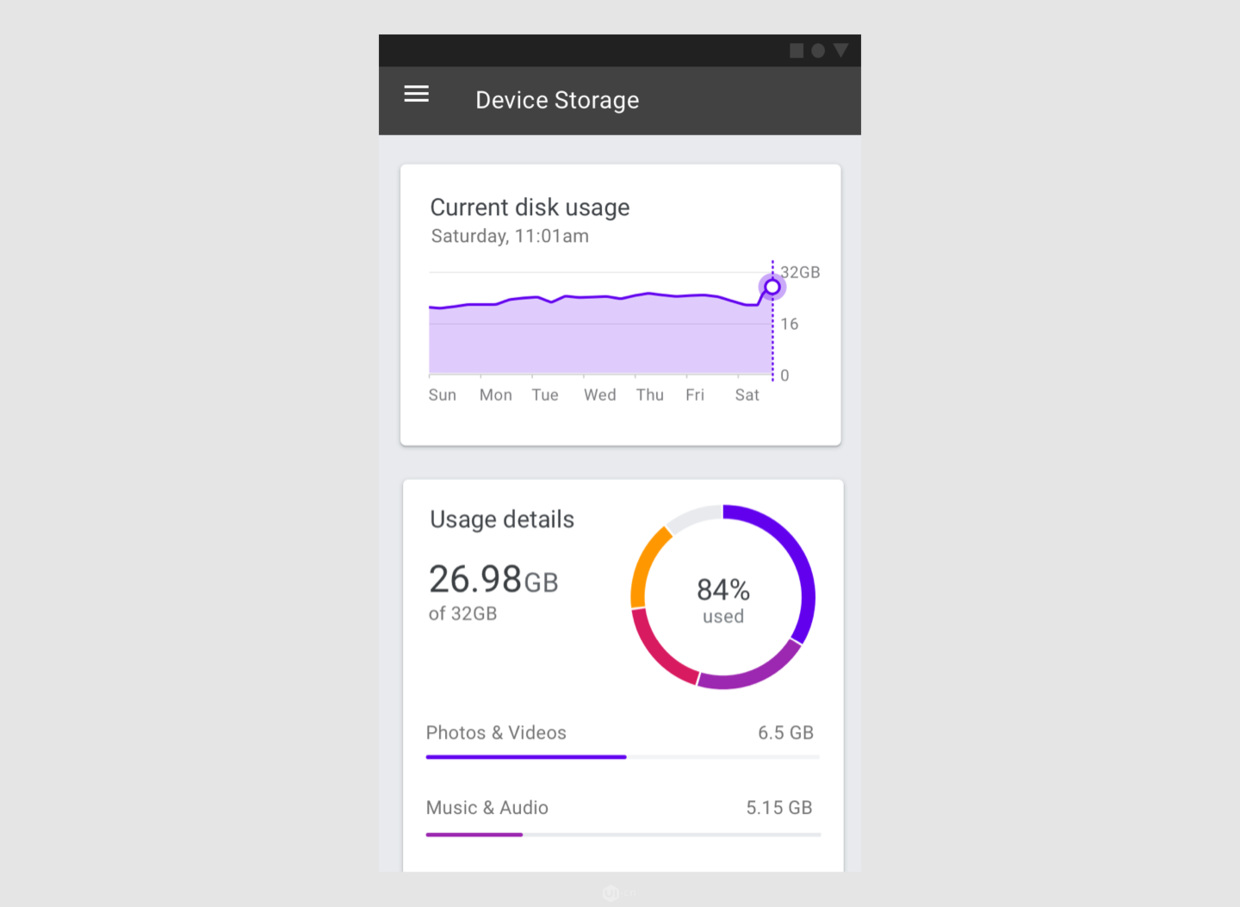 Device Storage
Current disk usage
Saturday, 11:01am
32GB
16
0
Sun Mon Tue Wed Thu Fri Sat
Usage details
26.98GB
of 32GB
84%
used
Photos & Videos 6.5 GB
Music & Audio 5.15 GB